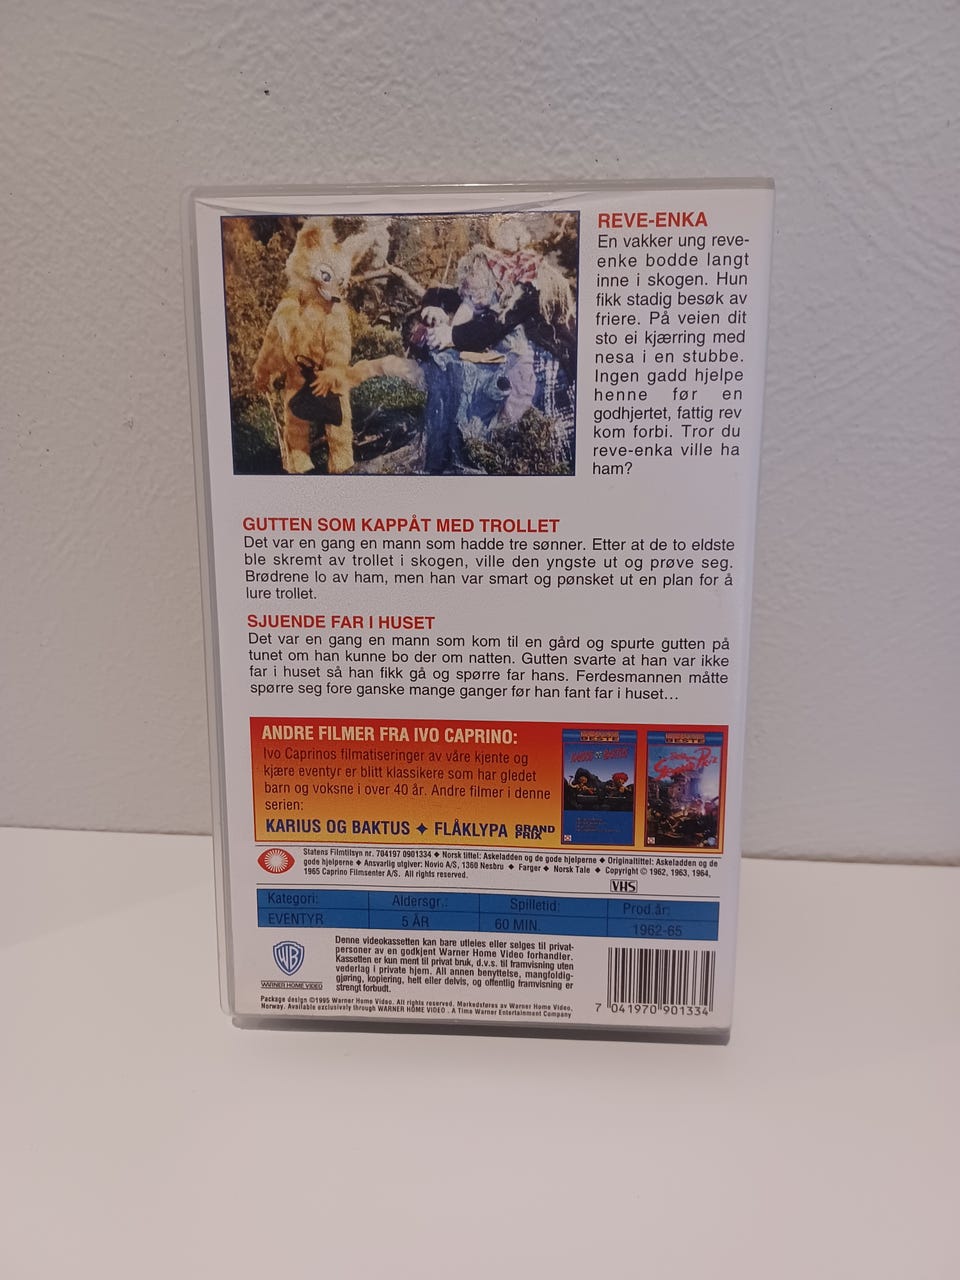 REVE-ENKA
En vakker ung reve-
enke bodde langt
inne i skogen. Hun
fikk stadig besøk av
friere. På veien dit
sto ei kjærring med
nesa i en stubbe.
Ingen gadd hjelpe
henne før en
godhjertet, fattig rev
kom forbi. Tror du
reve-enka ville ha
ham?
GUTTEN SOM KAPPÅT MED TROLLET
Det var en gang en mann som hadde tre sønner. Etter at de to eldste
ble skremt av trollet i skogen, ville den yngste ut og prøve seg.
Brødrene lo av ham, men han var smart og pønsket ut en plan for å
lure trollet.
SJUENDE FAR I HUSET
Det var en gang en mann som kom til en gård og spurte gutten på
tunet om han kunne bo der om natten. Gutten svarte at han var ikke
far i huset så han fikk gå og spørre far hans. Ferdesmannen måtte
spørre seg fore ganske mange ganger før han fant far i huset...
ANDRE FILMER FRA IVO CAPRINO:
Ivo Caprinos filmatiseringer av våre kjente og
kjære eventyr er blitt klassikere som har gledet
barn og voksne i over 40 år. Andre filmer i denne
serien:
KARIUS OG BAKTUS ✦ FLÅKLYPA GRAND PRIX
Statens Filmtilsyn nr. 704197 0901334 ◆ Norsk tittel: Askeladden og de gode hjelperne ◆ Originaltittel: Askeladden og de
gode hjelperne ◆ Ansvarlig utgiver: Novio A/S, 1360 Nesbru ◆ Farger ◆ Norsk Tale ◆ Copyright © 1962, 1963, 1964,
1965 Caprino Filmsenter A/S. All rights reserved.
VHS
Kategori: Aldersgr.: Spilletid: Prod.år:
EVENTYR 5 ÅR 60 MIN. 1962-65
WB
WARNER HOME VIDEO
Denne videokassetten kan bare utleies eller selges til privat-
personer av en godkjent Warner Home Video forhandler.
Kassetten er kun ment til privat bruk, d.v.s. til framvisning uten
vederlag i private hjem. All annen benyttelse, mangfoldig-
gjøring, kopiering, helt eller delvis, og offentlig framvisning er
strengt forbudt.
Package design ©1995 Warner Home Video. All rights reserved. Markedsføres av Warner Home Video,
Norway. Available exclusively through WARNER HOME VIDEO. A Time Warner Entertainment Company
7 041970 901334